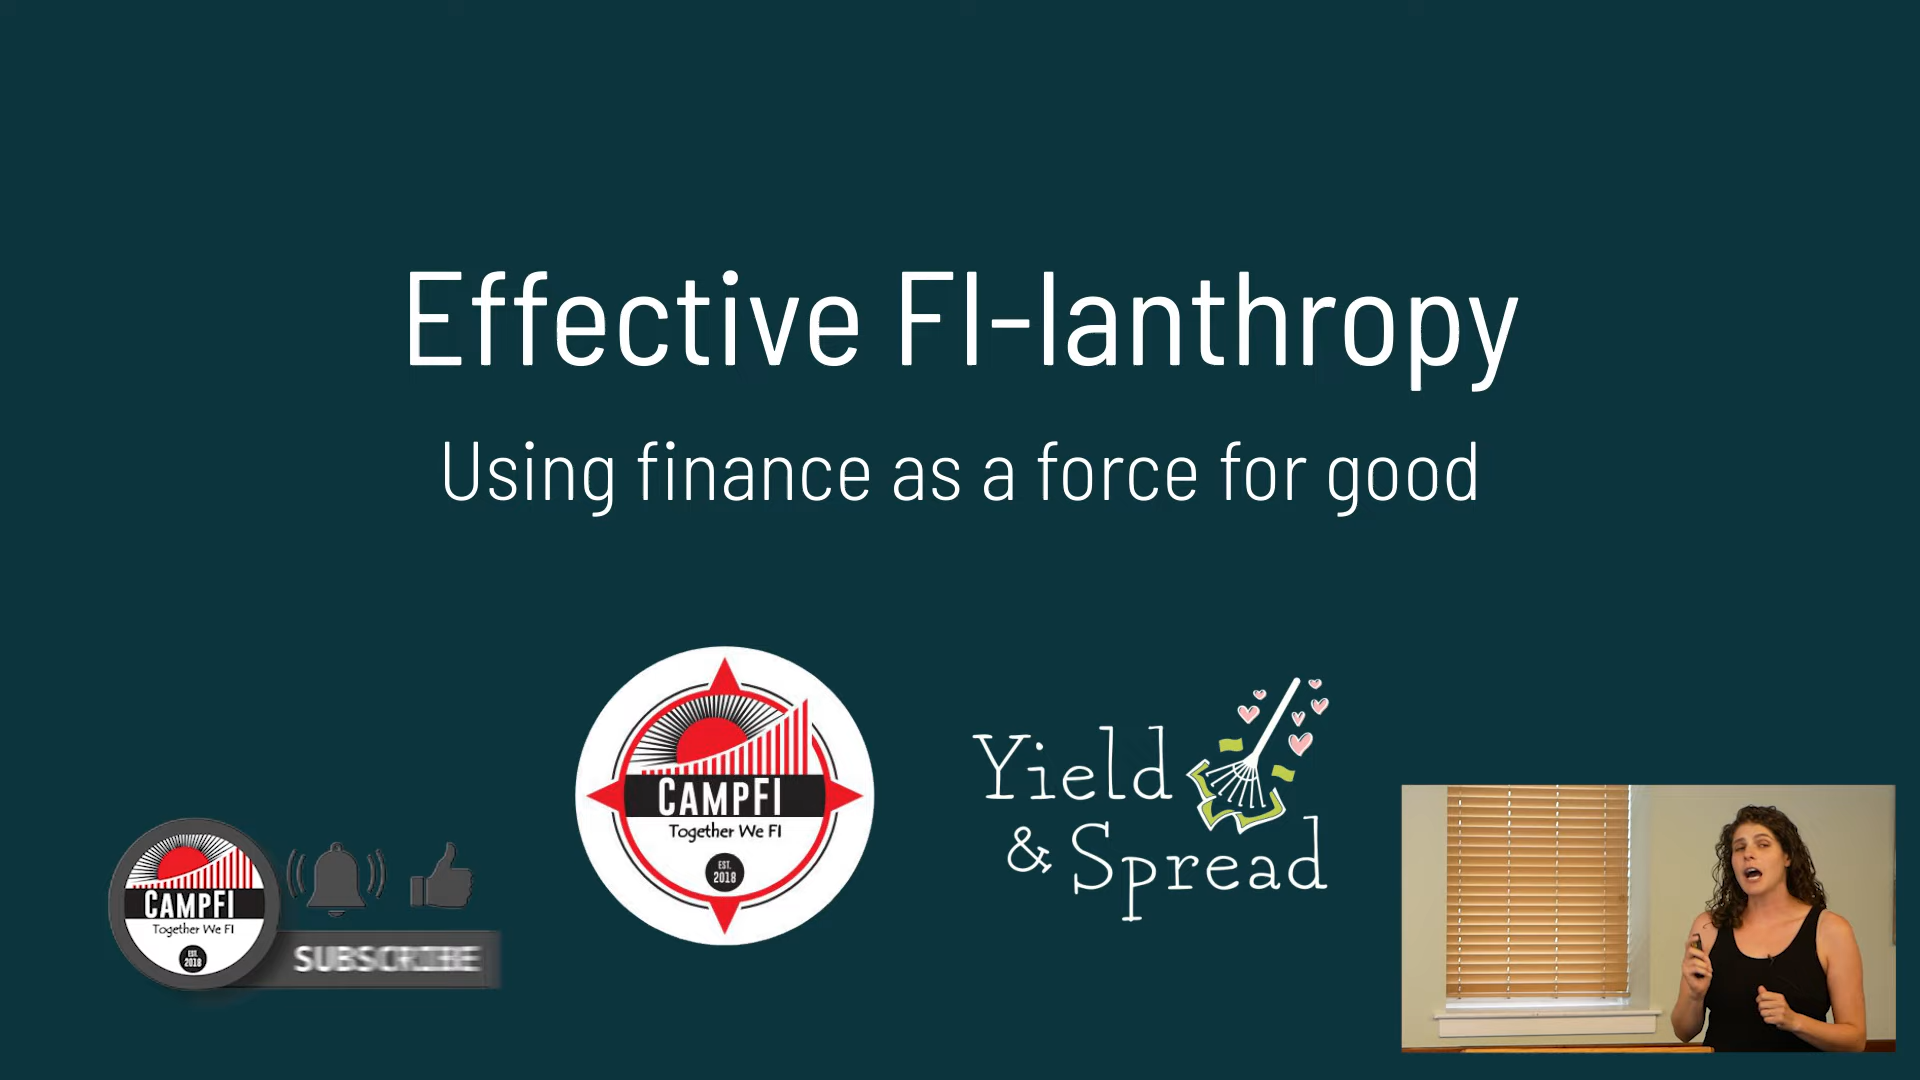 Effective FI-lanthropy
Using finance as a force for good
CAMPFI
Together We FI
EST.
2018
Yield
& Spread
CAMPFI
Together We FI
EST.
2018
SUBSCRIBE